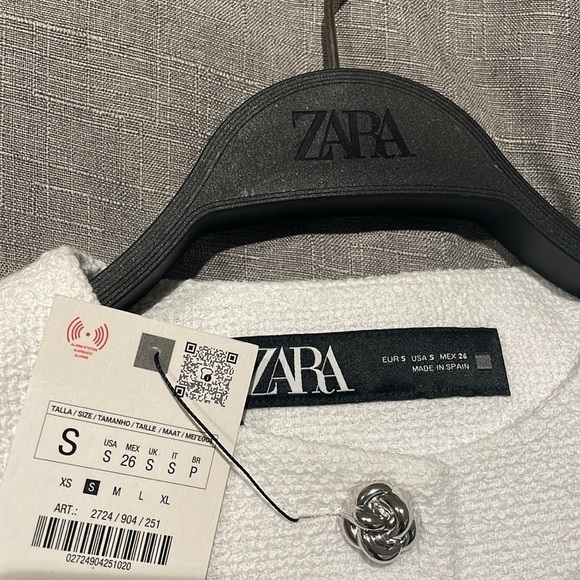 ZARA
ZARA
EUR S USA S MEX 26
MADE IN SPAIN
TALLA / SIZE / TAMANHO / TAILLE / MAAT /
S
USA MEX UK IT BR
S 26 S S P
XS S M L XL
ART.: 2724 / 904 / 251
02724904251020